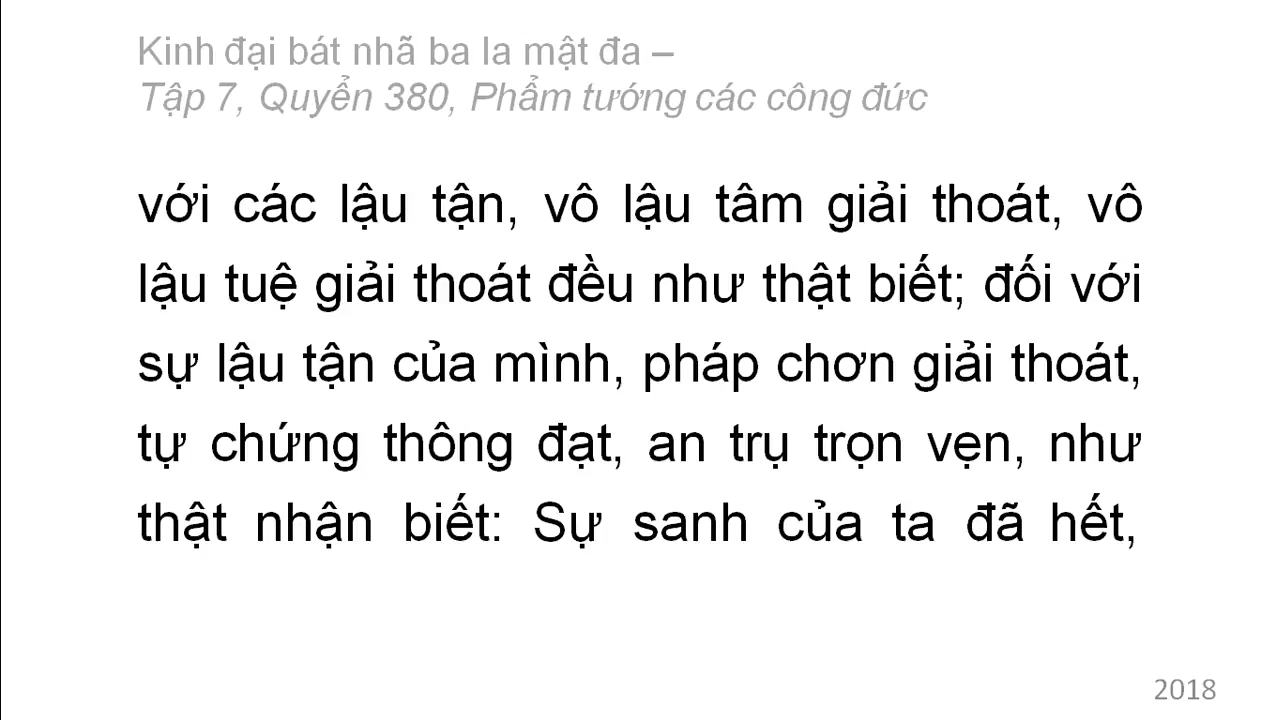 Kinh đại bát nhã ba la mật đa –
Tập 7, Quyển 380, Phẩm tướng các công đức
với các lậu tận, vô lậu tâm giải thoát, vô
lậu tuệ giải thoát đều như thật biết; đối với
sự lậu tận của mình, pháp chơn giải thoát,
tự chứng thông đạt, an trụ trọn vẹn, như
thật nhận biết: Sự sanh của ta đã hết,
2018